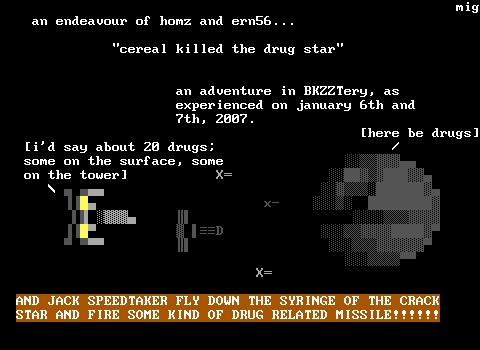 mig
an endeavour of homz and ern56...
"cereal killed the drug star"
an adventure in BKZZTery, as
experienced on january 6th and
7th, 2007.
[here be drugs]
[i'd say about 20 drugs;
some on the surface, some
on the tower]
X=
x-
≡≡D
X=
AND JACK SPEEDTAKER FLY DOWN THE SYRINGE OF THE CRACK
STAR AND FIRE SOME KIND OF DRUG RELATED MISSILE!!!!!!